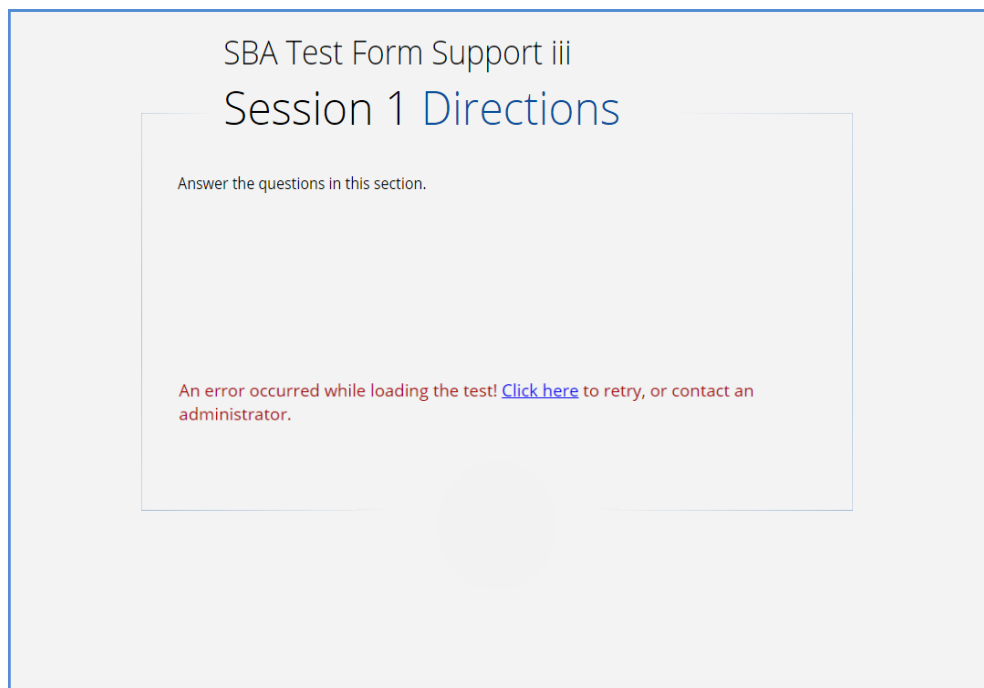 SBA Test Form Support iii
Session 1 Directions
Answer the questions in this section.
An error occurred while loading the test! Click here to retry, or contact an
administrator.